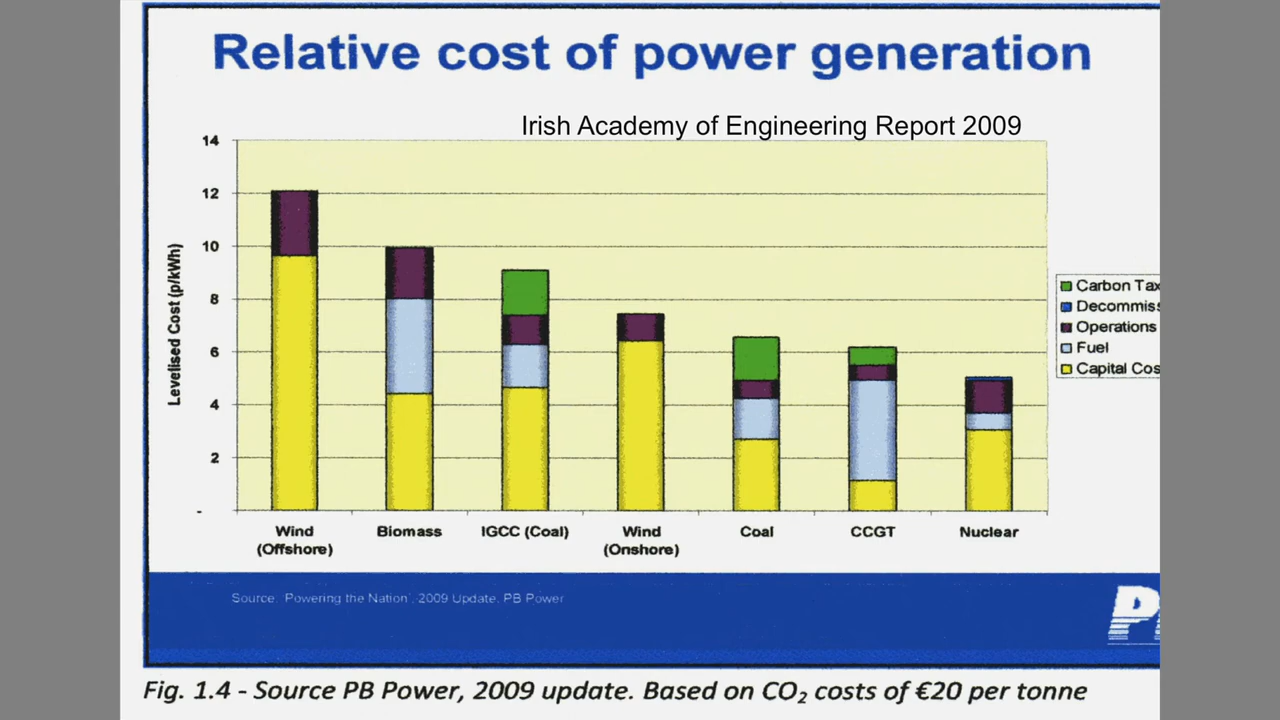 Relative cost of power generation
Irish Academy of Engineering Report 2009
Levelised Cost (p/kWh)
14
12
10
8
6
4
2
-
Wind (Offshore)
Biomass
IGCC (Coal)
Wind (Onshore)
Coal
CCGT
Nuclear
Carbon Tax
Decommiss
Operations
Fuel
Capital Cos
Source: 'Powering the Nation', 2009 Update, PB Power
P
Fig. 1.4 - Source PB Power, 2009 update. Based on CO₂ costs of €20 per tonne